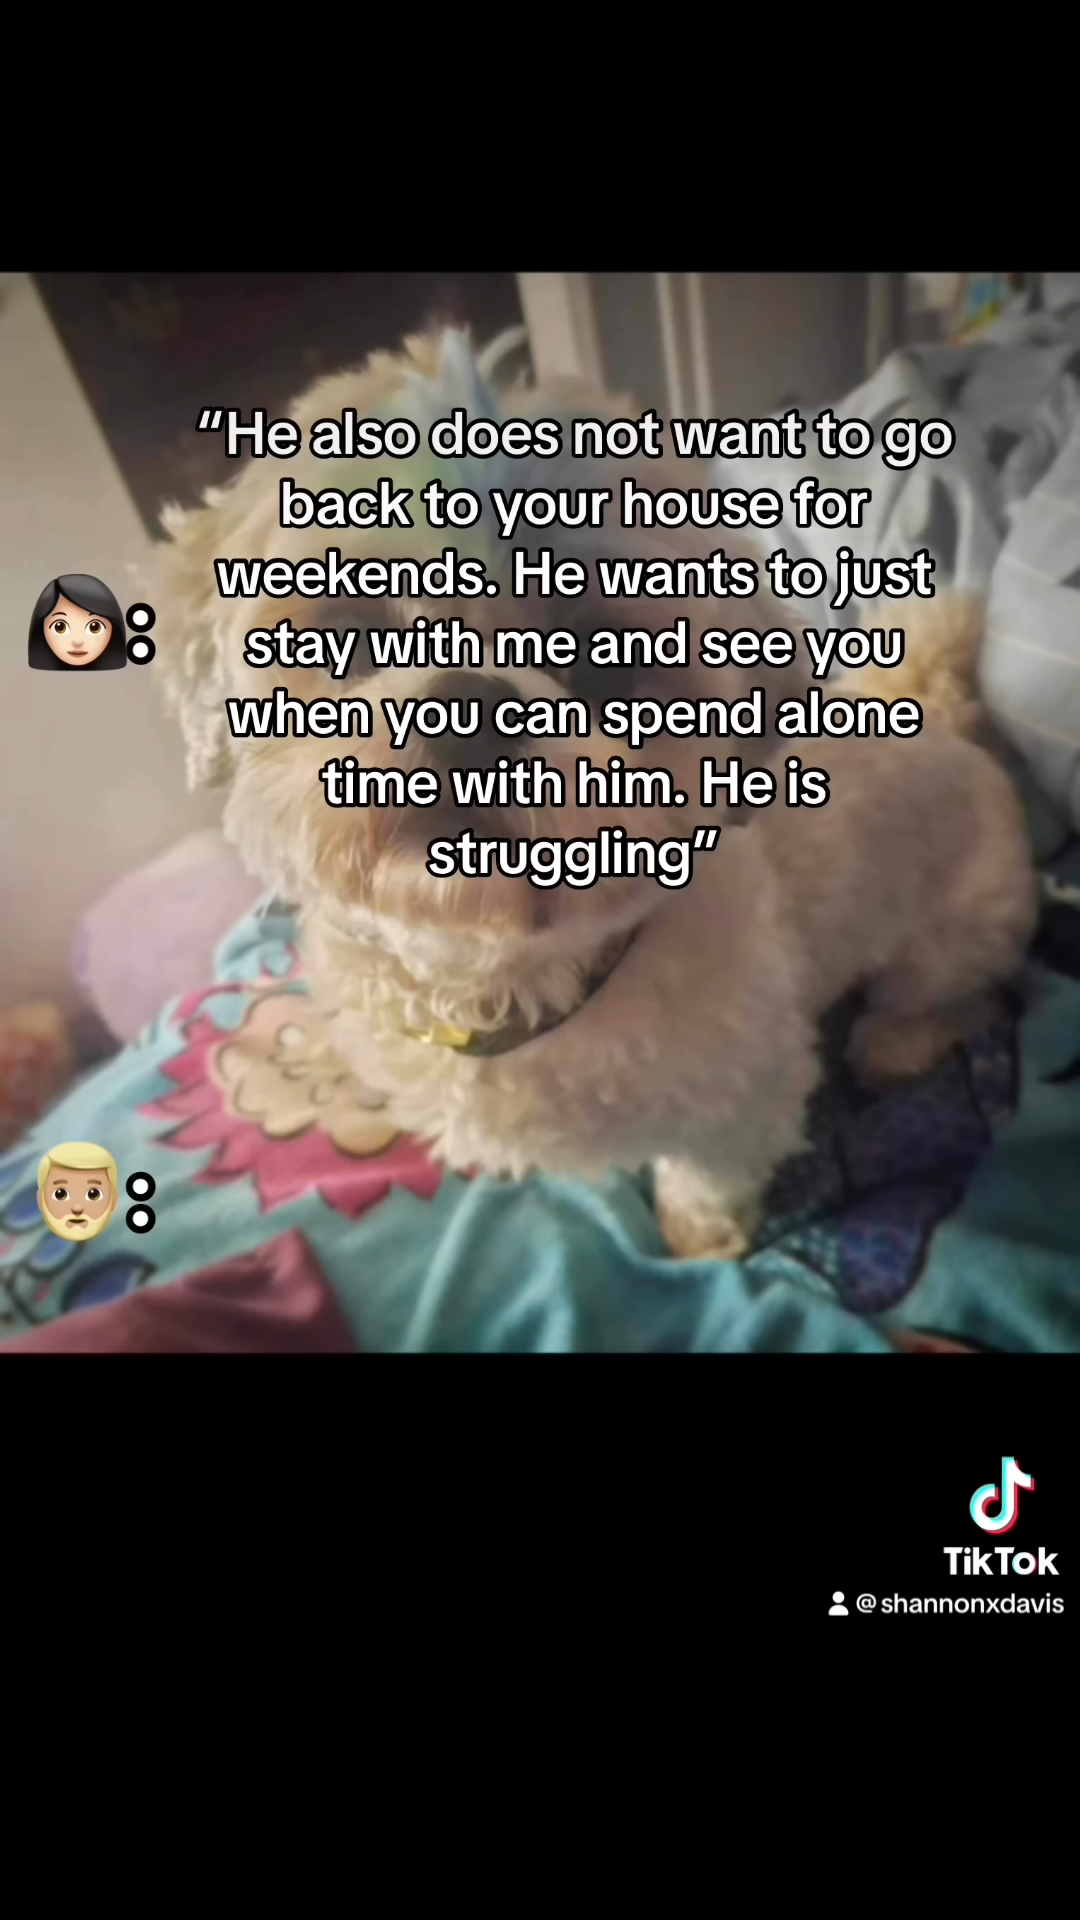 “He also does not want to go
back to your house for
weekends. He wants to just
stay with me and see you
when you can spend alone
time with him. He is
struggling”
TikTok
@shannonxdavis